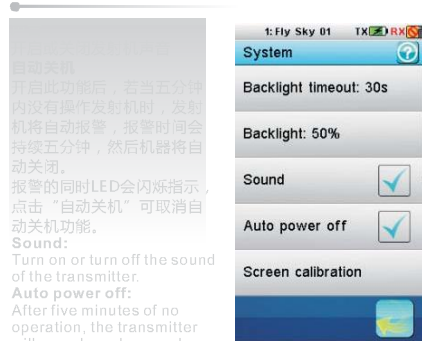 自动关机
开启此功能后，若当五分钟
内没有操作发射机时，发射
机将自动报警，报警时间会
持续五分钟，然后机器将自
动关闭。
报警的同时LED会闪烁指示，
点击“自动关机”可取消自
动关机功能。
Sound:
Turn on or turn off the sound
of the transmitter.
Auto power off:
After five minutes of no
operation, the transmitter
1: Fly Sky 01 TX RX
System ?
Backlight timeout: 30s
Backlight: 50%
Sound
Auto power off
Screen calibration